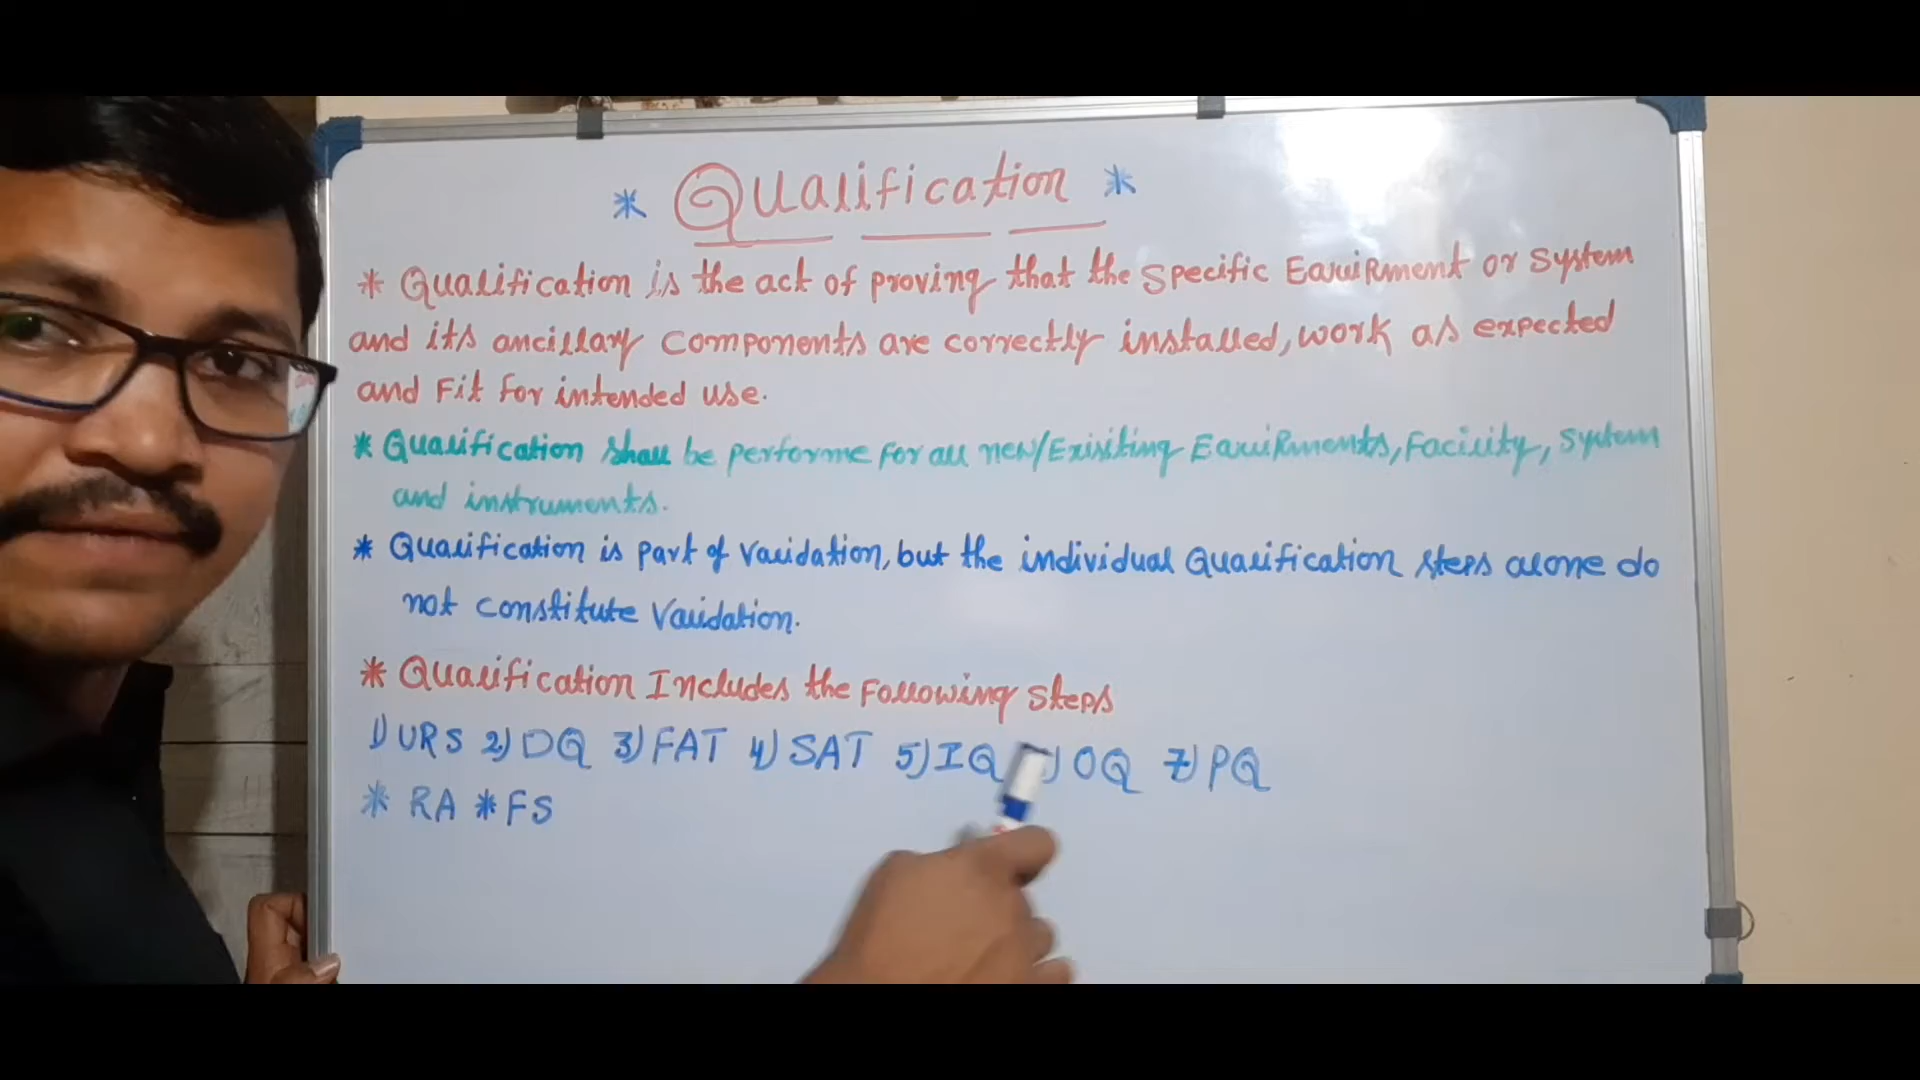 * Qualification *
* Qualification is the act of proving that the specific Equipment or system
and its ancillary components are correctly installed, work as expected
and Fit for intended use.
* Qualification shall be performe for all new/Exisiting Equipments, Facility, system
and instruments.
* Qualification is part of validation, but the individual Qualification steps alone do
not constitute validation.
* Qualification Includes the Following steps
1) URS 2) DQ 3) FAT 4) SAT 5) IQ ) OQ 7) PQ
* RA * FS